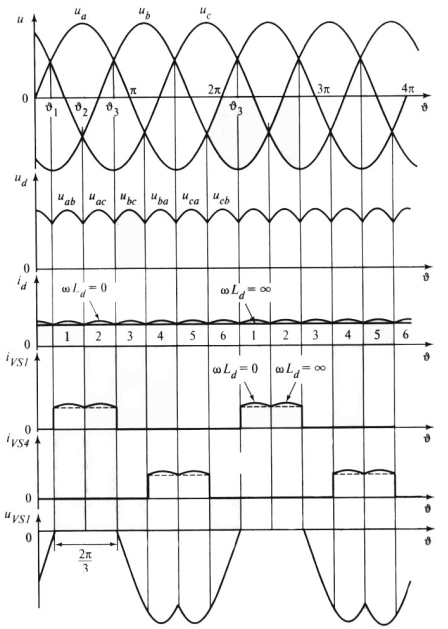 u
u_a u_b u_c
0 ϑ_1 ϑ_2 ϑ_3 π 2π ϑ_3 3π 4π
ϑ
u_d
u_ab u_ac u_bc u_ba u_ca u_cb
0 ϑ
i_d
ωL_d = 0 ωL_d = ∞
0 1 2 3 4 5 6 1 2 3 4 5 6
ϑ
i_VS1
ωL_d = 0 ωL_d = ∞
0 ϑ
i_VS4
0 ϑ
u_VS1
0 ϑ
2π
3